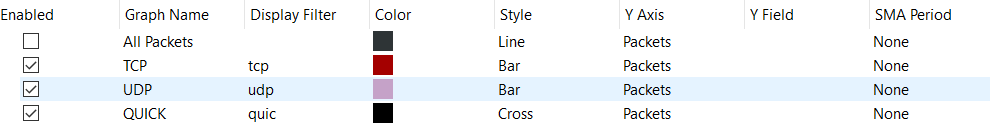 Enabled Graph Name Display Filter Color Style Y Axis Y Field SMA Period
All Packets Line Packets None
TCP tcp Bar Packets None
UDP udp Bar Packets None
QUICK quic Cross Packets None